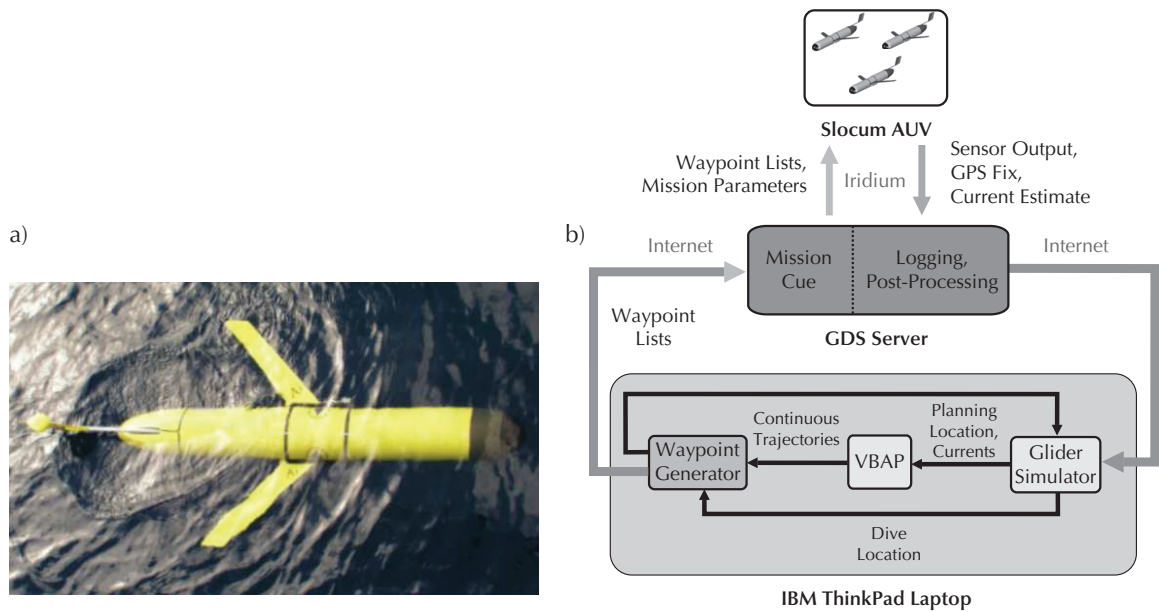 Slocum AUV
Waypoint Lists,
Mission Parameters
Iridium
Sensor Output,
GPS Fix,
Current Estimate
a)
b)
Internet
Internet
Mission
Cue
Logging,
Post-Processing
GDS Server
Waypoint
Lists
Continuous
Trajectories
Planning
Location,
Currents
Waypoint
Generator
VBAP
Glider
Simulator
Dive
Location
IBM ThinkPad Laptop